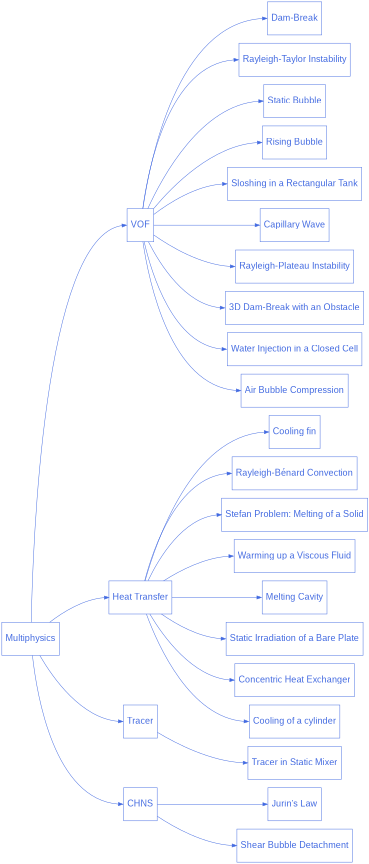 Dam-Break
Rayleigh-Taylor Instability
Static Bubble
Rising Bubble
Sloshing in a Rectangular Tank
VOF
Capillary Wave
Rayleigh-Plateau Instability
3D Dam-Break with an Obstacle
Water Injection in a Closed Cell
Air Bubble Compression
Cooling fin
Rayleigh-Bénard Convection
Stefan Problem: Melting of a Solid
Warming up a Viscous Fluid
Heat Transfer
Melting Cavity
Multiphysics
Static Irradiation of a Bare Plate
Concentric Heat Exchanger
Tracer
Cooling of a cylinder
Tracer in Static Mixer
CHNS
Jurin's Law
Shear Bubble Detachment